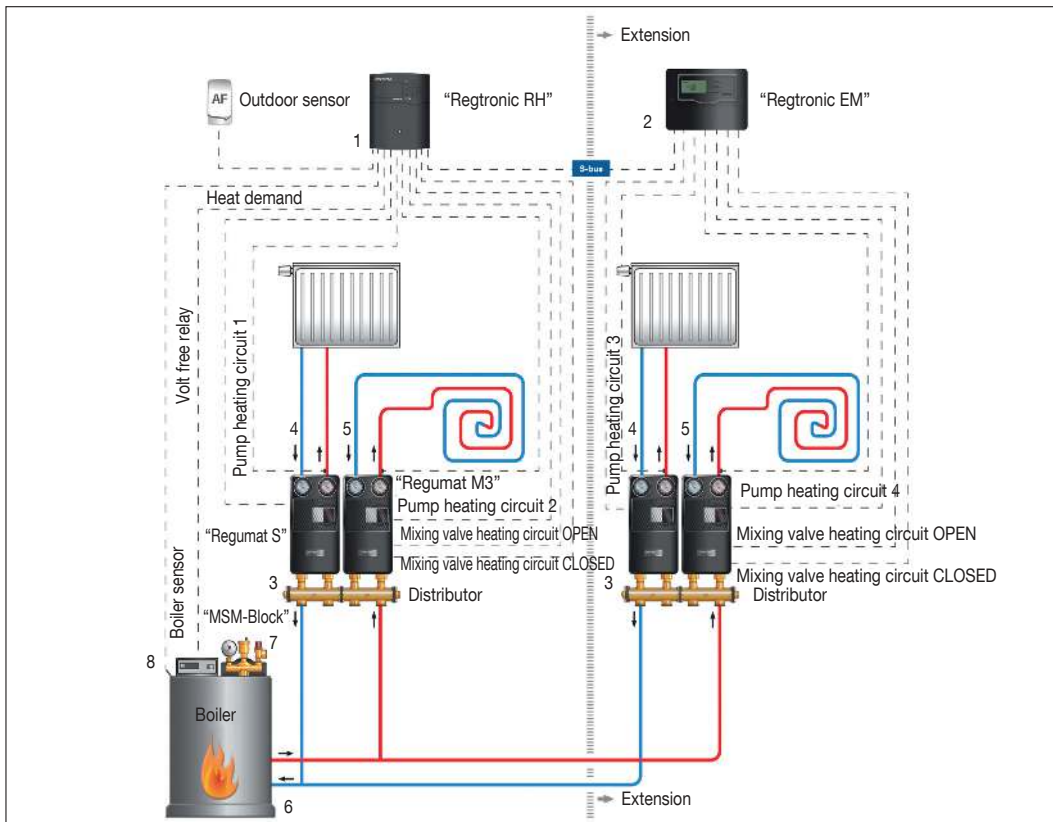 Extension
AF
Outdoor sensor
"Regtronic RH"
"Regtronic EM"
1
2
S-bus
Heat demand
Volt free relay
Pump heating circuit 1
Pump heating circuit 3
4
5
4
5
"Regumat M3"
Pump heating circuit 2
Pump heating circuit 4
"Regumat S"
Mixing valve heating circuit OPEN
Mixing valve heating circuit OPEN
Mixing valve heating circuit CLOSED
Mixing valve heating circuit CLOSED
3
Distributor
3
Distributor
Boiler sensor
"MSM-Block"
7
8
Boiler
6
Extension